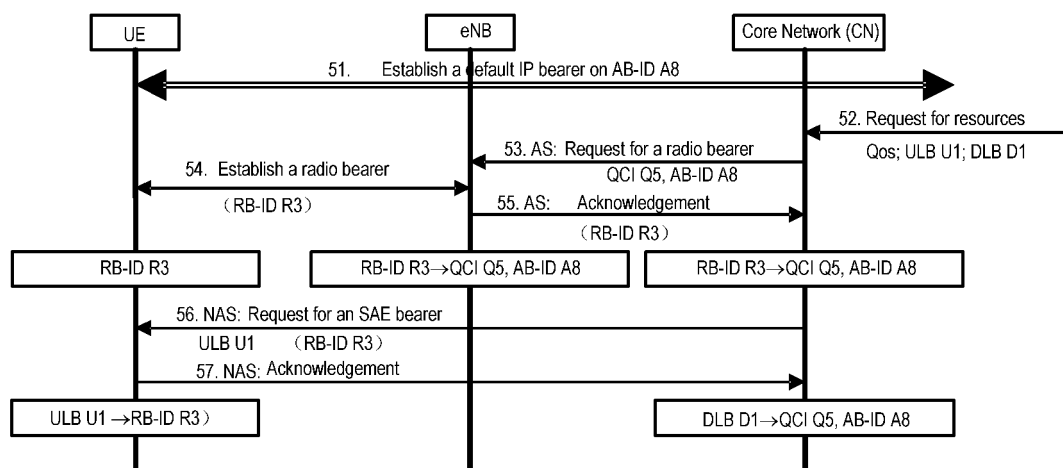 UE
eNB
Core Network (CN)
51. Establish a default IP bearer on AB-ID A8
52. Request for resources
Qos; ULB U1; DLB D1
53. AS: Request for a radio bearer
QCI Q5, AB-ID A8
54. Establish a radio bearer
（RB-ID R3）
55. AS: Acknowledgement
（RB-ID R3）
RB-ID R3
RB-ID R3→QCI Q5, AB-ID A8
RB-ID R3→QCI Q5, AB-ID A8
56. NAS: Request for an SAE bearer
ULB U1 （RB-ID R3）
57. NAS: Acknowledgement
ULB U1 →RB-ID R3）
DLB D1→QCI Q5, AB-ID A8